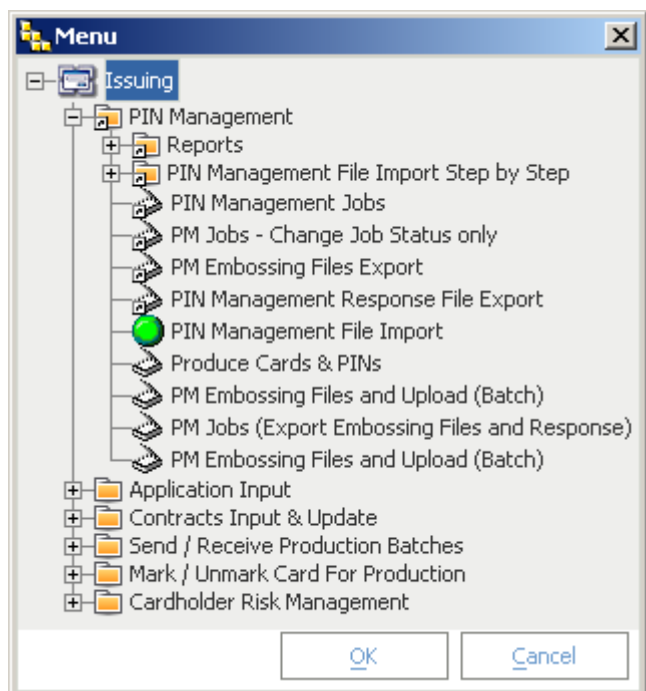 Menu
Issuing
PIN Management
Reports
PIN Management File Import Step by Step
PIN Management Jobs
PM Jobs - Change Job Status only
PM Embossing Files Export
PIN Management Response File Export
PIN Management File Import
Produce Cards & PINs
PM Embossing Files and Upload (Batch)
PM Jobs (Export Embossing Files and Response)
PM Embossing Files and Upload (Batch)
Application Input
Contracts Input & Update
Send / Receive Production Batches
Mark / Unmark Card For Production
Cardholder Risk Management
OK Cancel